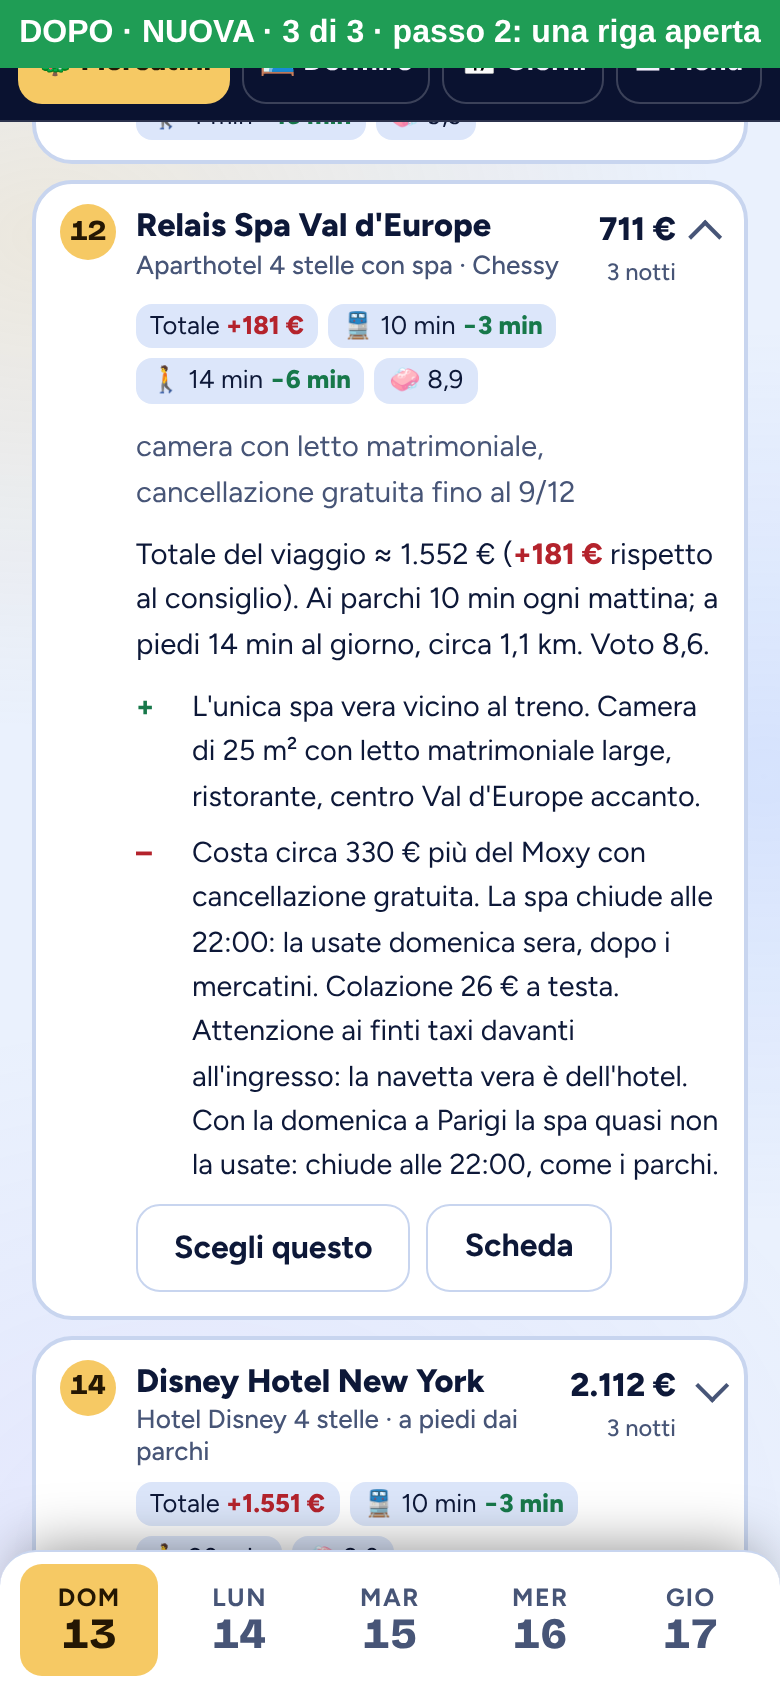 DOPO · NUOVA · 3 di 3 · passo 2: una riga aperta
12
Relais Spa Val d'Europe
711 €
Aparthotel 4 stelle con spa · Chessy
3 notti
Totale +181 €
10 min −3 min
14 min −6 min
8,9
camera con letto matrimoniale,
cancellazione gratuita fino al 9/12
Totale del viaggio ≈ 1.552 € (+181 € rispetto
al consiglio). Ai parchi 10 min ogni mattina; a
piedi 14 min al giorno, circa 1,1 km. Voto 8,6.
+ L'unica spa vera vicino al treno. Camera
di 25 m² con letto matrimoniale large,
ristorante, centro Val d'Europe accanto.
− Costa circa 330 € più del Moxy con
cancellazione gratuita. La spa chiude alle
22:00: la usate domenica sera, dopo i
mercatini. Colazione 26 € a testa.
Attenzione ai finti taxi davanti
all'ingresso: la navetta vera è dell'hotel.
Con la domenica a Parigi la spa quasi non
la usate: chiude alle 22:00, come i parchi.
Scegli questo
Scheda
14
Disney Hotel New York
2.112 €
Hotel Disney 4 stelle · a piedi dai
parchi
3 notti
Totale +1.551 €
10 min −3 min
DOM
13
LUN
14
MAR
15
MER
16
GIO
17